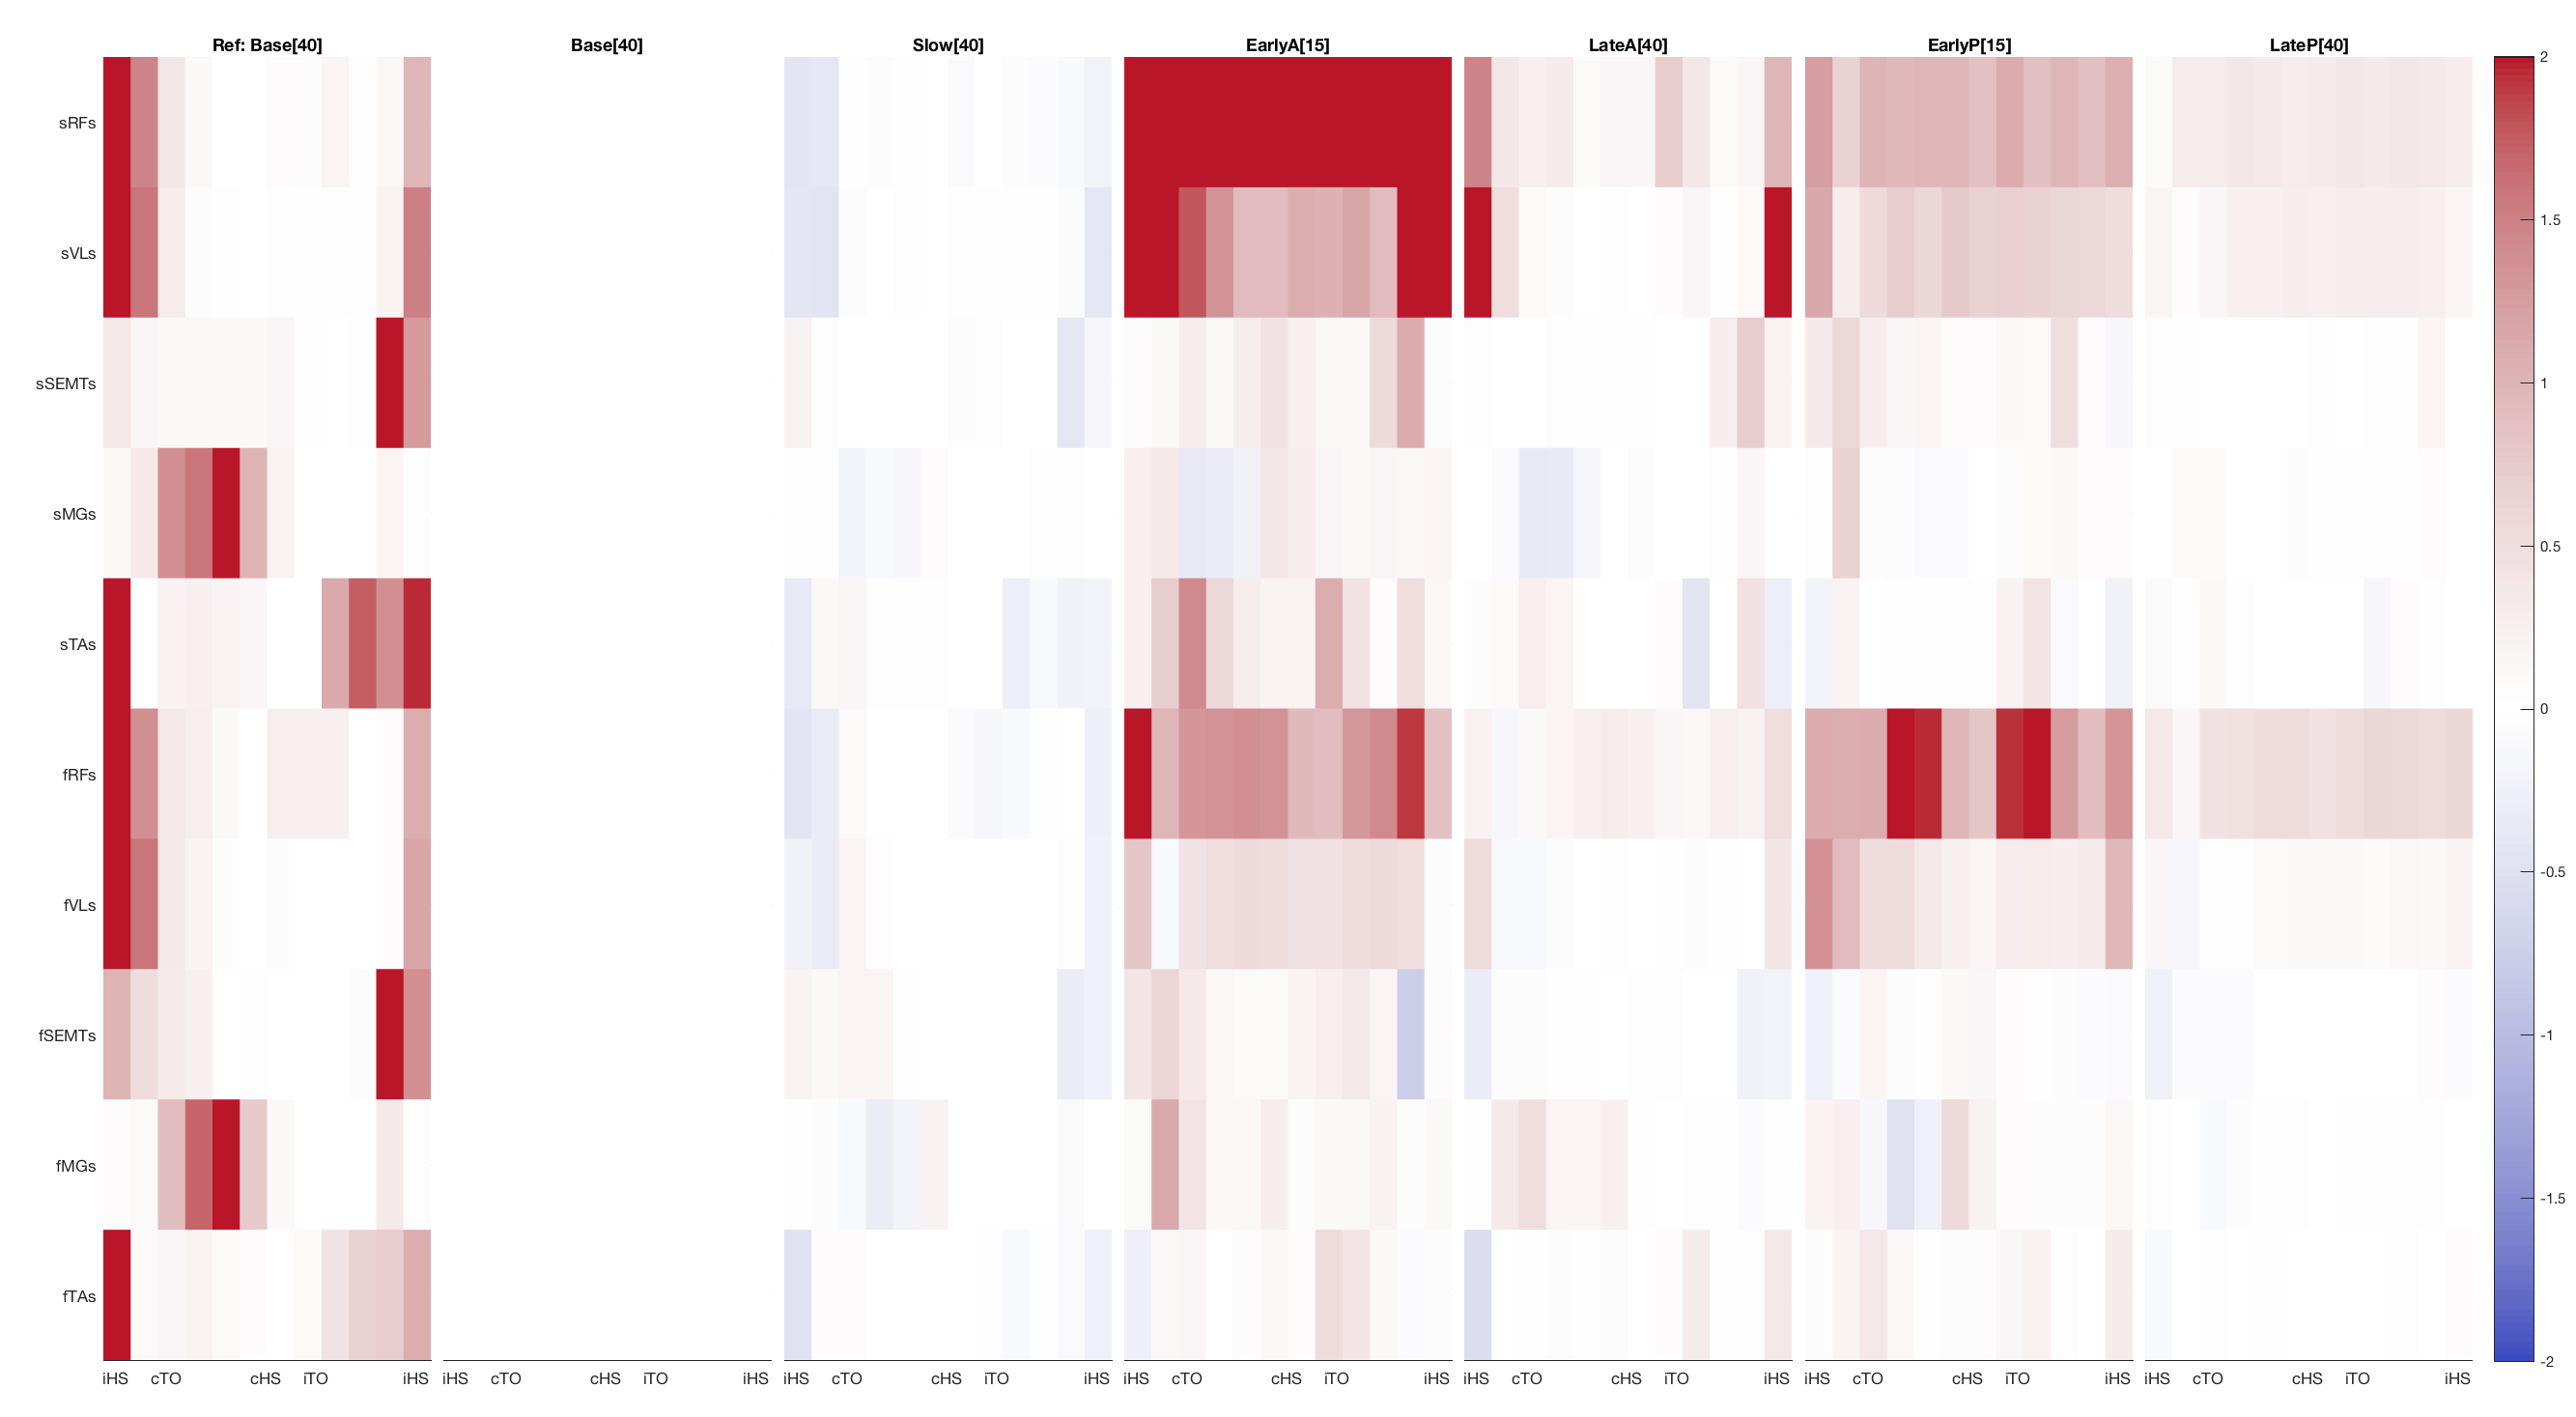 Ref: Base[40] Base[40] Slow[40] EarlyA[15] LateA[40] EarlyP[15] LateP[40]
sRFs
sVLs
sSEMTs
sMGs
sTAs
fRFs
fVLs
fSEMTs
fMGs
fTAs
iHS cTO cHS iTO iHS iHS cTO cHS iTO iHS iHS cTO cHS iTO iHS iHS cTO cHS iTO iHS iHS cTO cHS iTO iHS iHS cTO cHS iTO iHS iHS cTO cHS iTO iHS
2
1.5
1
0.5
0
-0.5
-1
-1.5
-2